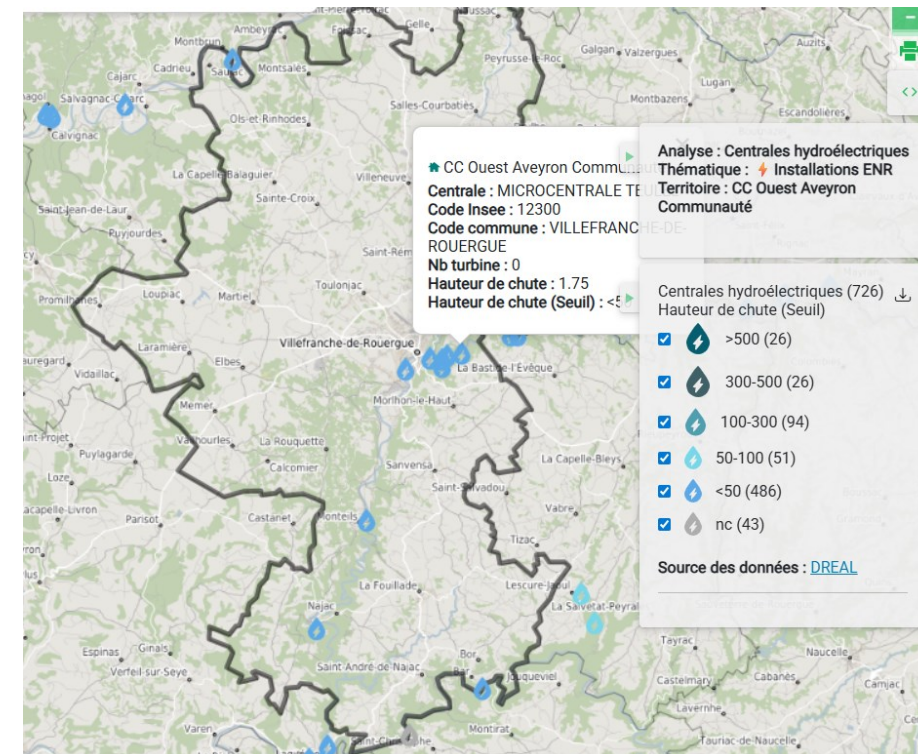 Ambeyrac
Montbrun
Gelle
Foissac
Galgan
Valzergues
Auzits
Peyrusse-le-Roc
Cajarc
Cadrieu
Saujac
Montsalès
Lugan
Salvagnac-Cajarc
Montbazens
Salles-Courbatiès
Escandolières
Ols-et-Rinhodes
Calvignac
Analyse : Centrales hydroélectriques
Thématique : Installations ENR
Territoire : CC Ouest Aveyron
Communauté
CC Ouest Aveyron Communauté
Centrale : MICROCENTRALE
Code Insee : 12300
Code commune : VILLEFRANCHE-DE-
ROUERGUE
Nb turbine : 0
Hauteur de chute : 1.75
Hauteur de chute (Seuil) : <5
La Capelle-Balaguier
Villeneuve
Sainte-Croix
Saint-Jean-de-Laur
Puyjourdes
Saint-Rem
Toulonjac
Promilhanes
Loupiac
Martiel
Centrales hydroélectriques (726)
Hauteur de chute (Seuil)
>500 (26)
300-500 (26)
100-300 (94)
50-100 (51)
<50 (486)
nc (43)
Source des données : DREAL
Laramière
Villefranche-de-Rouergue
Elbes
La Bastide-l'Évêque
Vidaillac
Morlhon-le-Haut
Memer
Vailhourles
La Rouquette
Puylagarde
Calcomier
Sanvensa
La Capelle-Bleys
Loze
Saint-Salvadou
Parisot
Castanet
Monteils
Vabre
Tizac
La Fouillade
Lescure-Jaoul
La Salvetat-Peyral
Najac
Espinas
Ginals
Verfeil-sur-Seye
Saint-André-de-Najac
Bor
Bar
Jouqueviel
Tayrac
Naucelle
Castelmary
Cabanès
Camjac
Lavernhe
Varen
Montirat
Tauriac-de-Naucelle